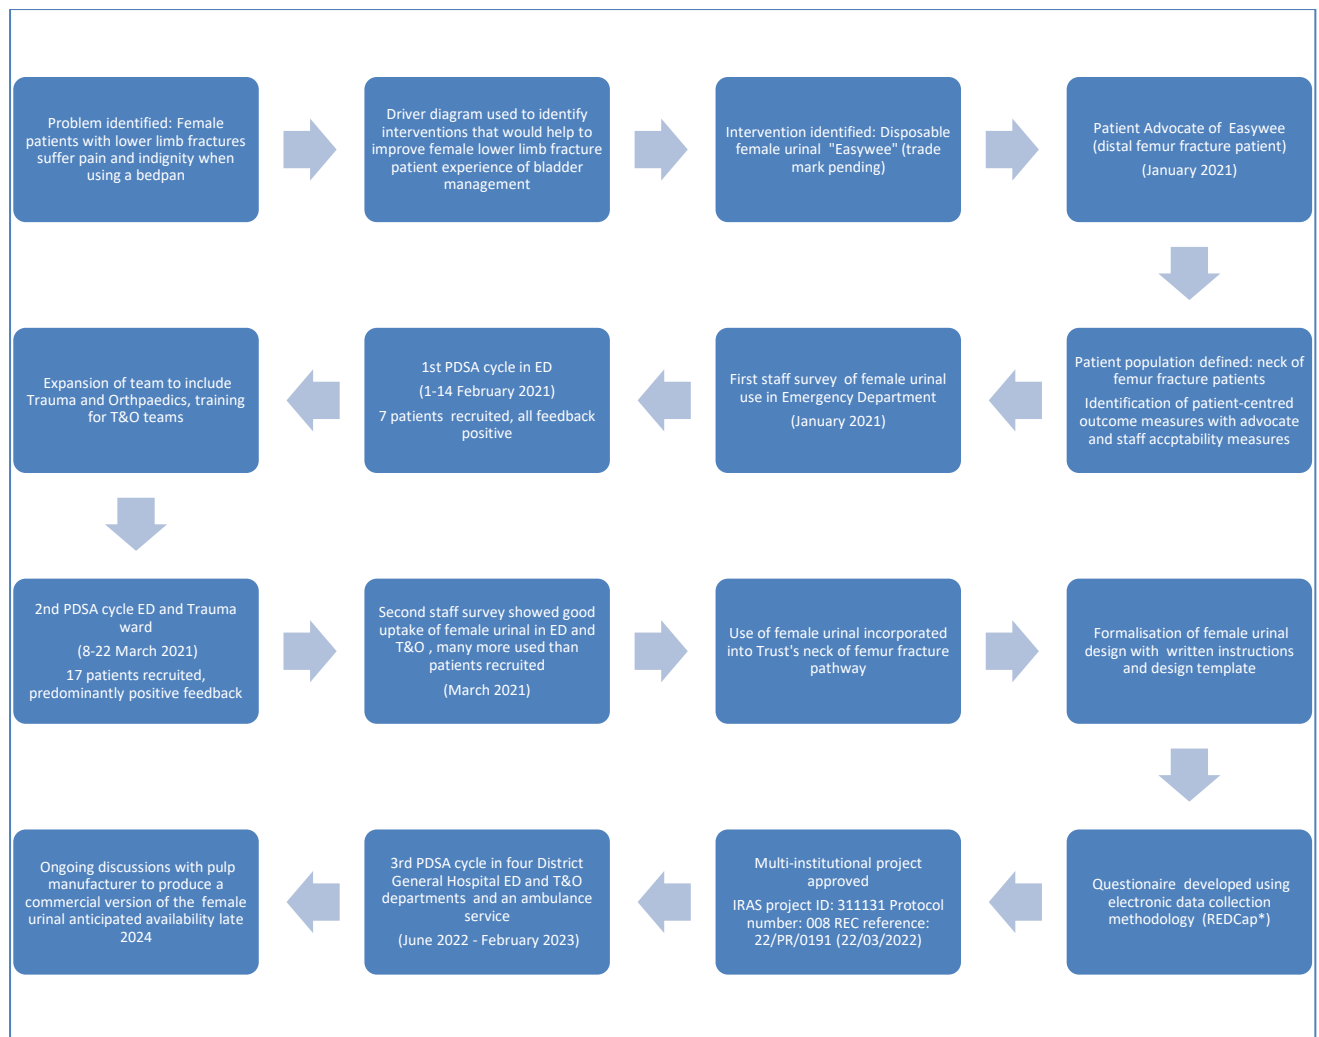 Problem identified: Female
patients with lower limb fractures
suffer pain and indignity when
using a bedpan
Driver diagram used to identify
interventions that would help to
improve female lower limb fracture
patient experience of bladder
management
Intervention identified: Disposable
female urinal "Easywee" (trade
mark pending)
Patient Advocate of Easywee
(distal femur fracture patient)
(January 2021)
Patient population defined: neck of
femur fracture patients
Identification of patient-centred
outcome measures with advocate
and staff accptability measures
First staff survey of female urinal
use in Emergency Department
(January 2021)
1st PDSA cycle in ED
(1-14 February 2021)
7 patients recruited, all feedback
positive
Expansion of team to include
Trauma and Orthpaedics, training
for T&O teams
2nd PDSA cycle ED and Trauma
ward
(8-22 March 2021)
17 patients recruited,
predominantly positive feedback
Second staff survey showed good
uptake of female urinal in ED and
T&O , many more used than
patients recruited
(March 2021)
Use of female urinal incorporated
into Trust's neck of femur fracture
pathway
Formalisation of female urinal
design with written instructions
and design template
Questionaire developed using
electronic data collection
methodology (REDCap*)
Multi-institutional project
approved
IRAS project ID: 311131 Protocol
number: 008 REC reference:
22/PR/0191 (22/03/2022)
3rd PDSA cycle in four District
General Hospital ED and T&O
departments and an ambulance
service
(June 2022 - February 2023)
Ongoing discussions with pulp
manufacturer to produce a
commercial version of the female
urinal anticipated availability late
2024